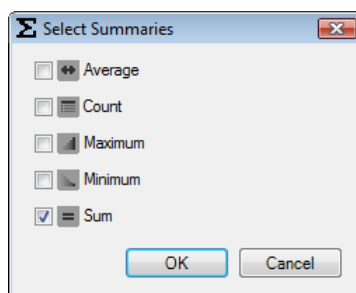 Σ Select Summaries
Average
Count
Maximum
Minimum
Sum
OK Cancel